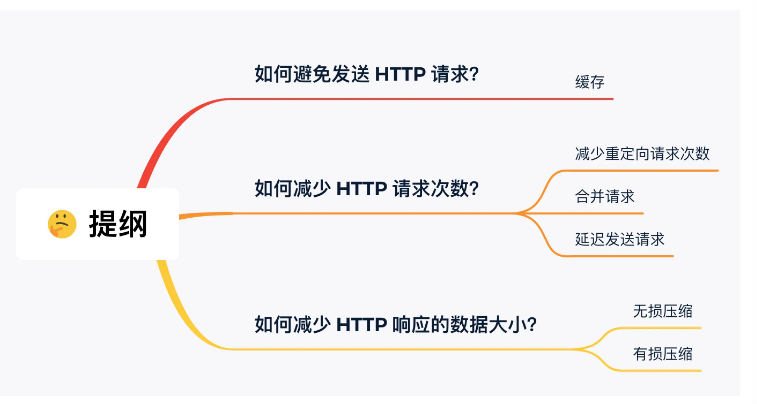 如何避免发送 HTTP 请求?
缓存
提纲
如何减少 HTTP 请求次数?
减少重定向请求次数
合并请求
延迟发送请求
如何减少 HTTP 响应的数据大小?
无损压缩
有损压缩